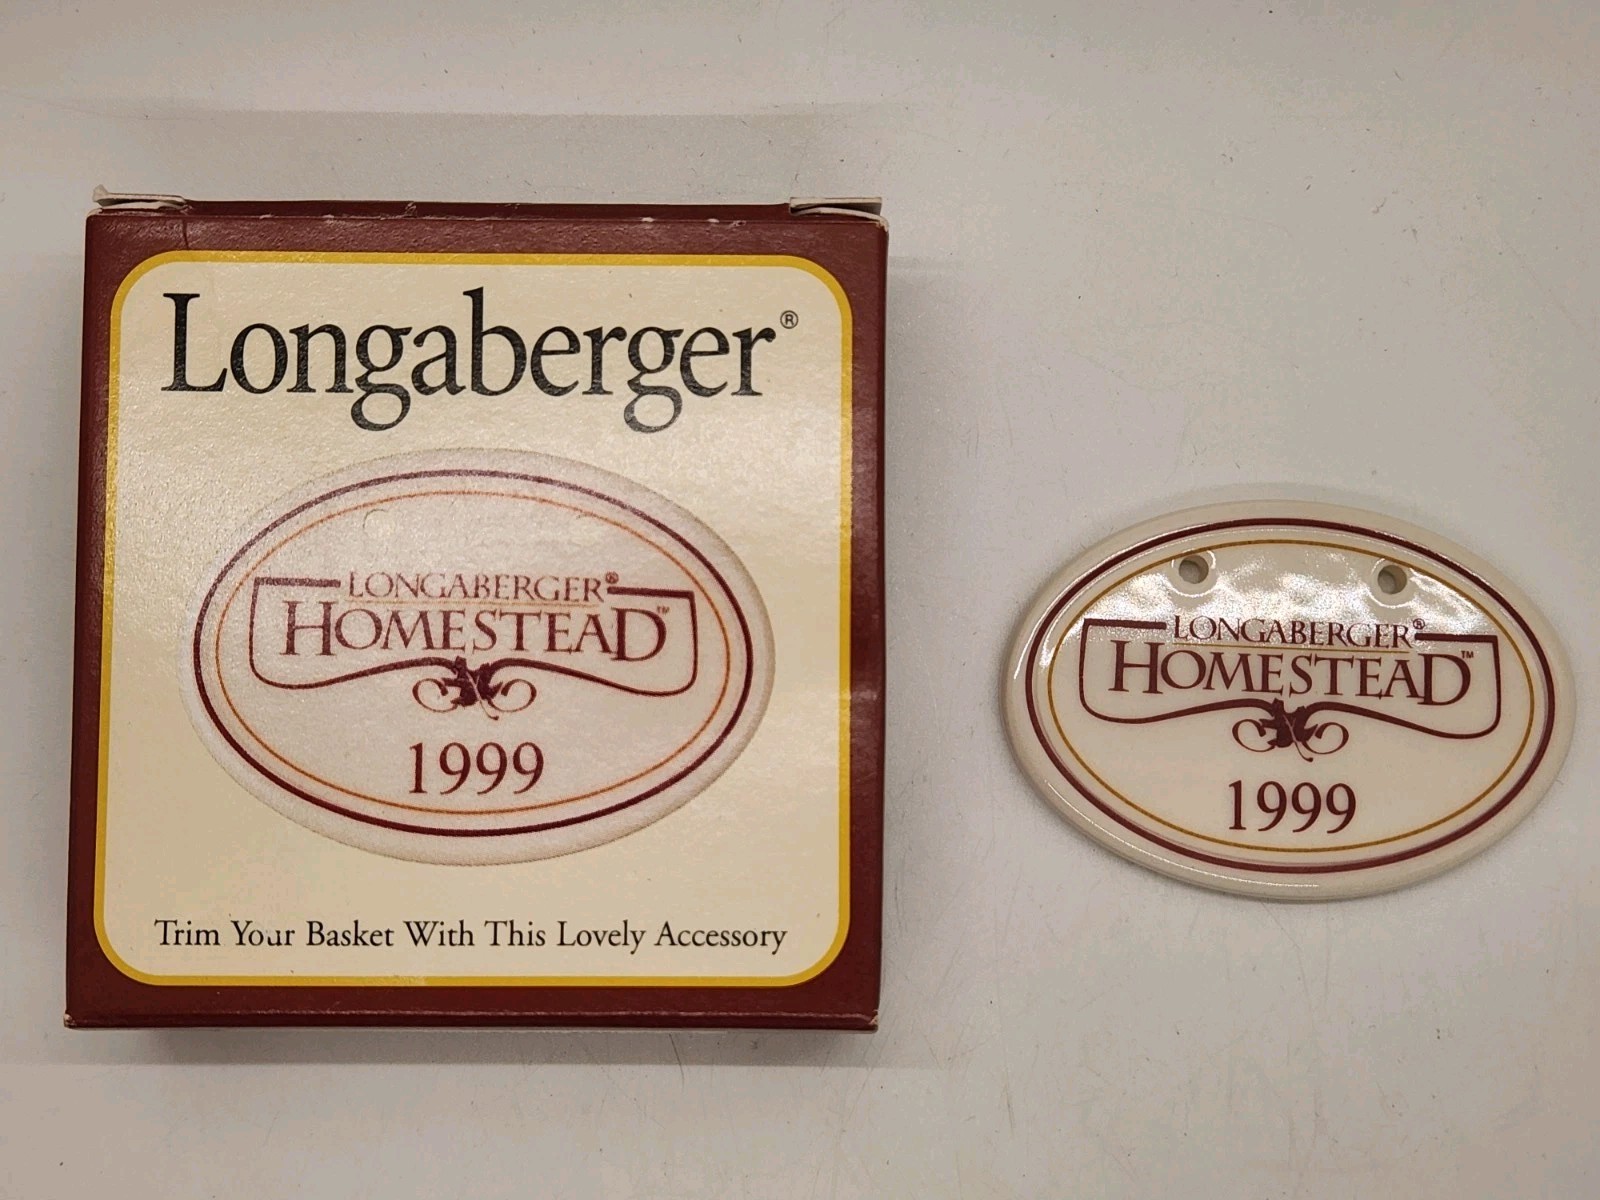 Longaberger®
LONGABERGER®
HOMESTEAD™
1999
Trim Your Basket With This Lovely Accessory
LONGABERGER®
HOMESTEAD™
1999